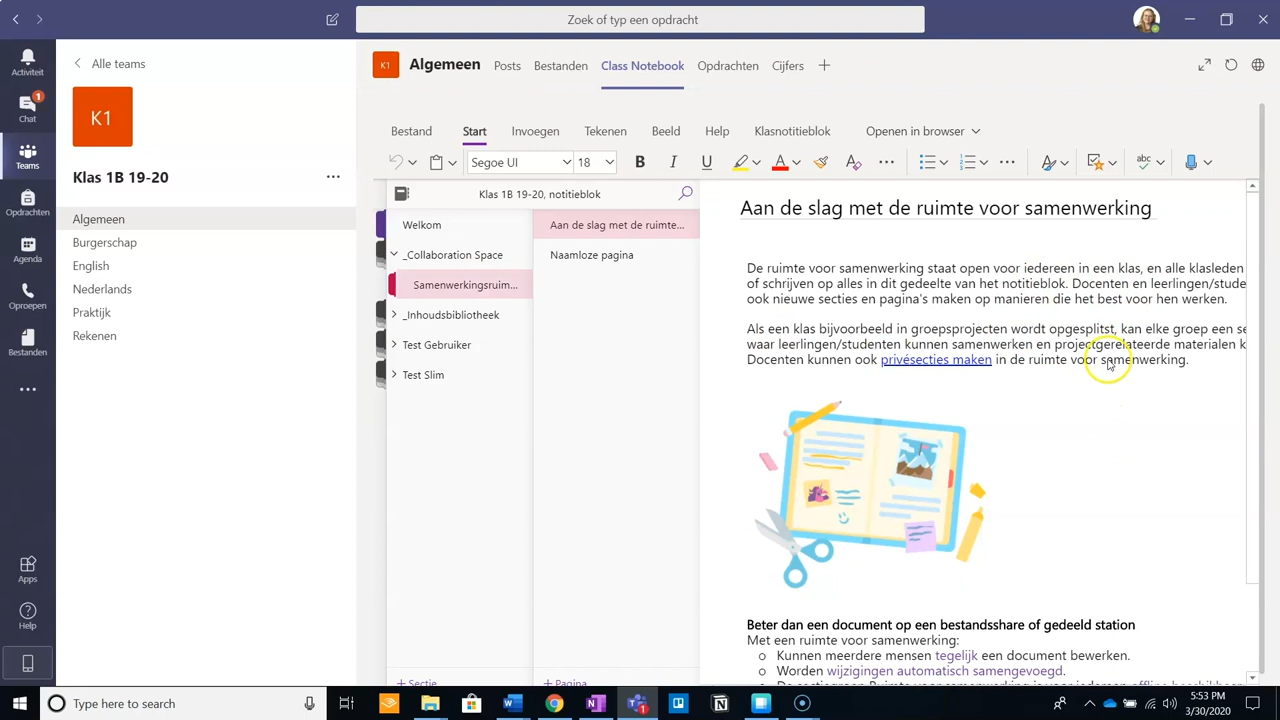 Zoek of typ een opdracht
Activiteit
1
Chat
Teams
Opdrachten
Agenda
Oproepen
Bestanden
Apps
Help
Alle teams
K1
Klas 1B 19-20
Algemeen
Burgerschap
English
Nederlands
Praktijk
Rekenen
K1 Algemeen Posts Bestanden Class Notebook Opdrachten Cijfers
Bestand Start Invoegen Tekenen Beeld Help Klasnotitieblok Openen in browser
Segoe UI 18 B I U A A abc
Klas 1B 19-20, notitieblok
Welkom
_Collaboration Space
Samenwerkingsruim...
_Inhoudsbibliotheek
Test Gebruiker
Test Slim
+ Sectie
Aan de slag met de ruimte...
Naamloze pagina
+ Pagina
Aan de slag met de ruimte voor samenwerking
De ruimte voor samenwerking staat open voor iedereen in een klas, en alle klasleden
of schrijven op alles in dit gedeelte van het notitieblok. Docenten en leerlingen/stude
ook nieuwe secties en pagina's maken op manieren die het best voor hen werken.
Als een klas bijvoorbeeld in groepsprojecten wordt opgesplitst, kan elke groep een se
waar leerlingen/studenten kunnen samenwerken en projectgerelateerde materialen k
Docenten kunnen ook privésecties maken in de ruimte voor samenwerking.
Beter dan een document op een bestandsshare of gedeeld station
Met een ruimte voor samenwerking:
o Kunnen meerdere mensen tegelijk een document bewerken.
o Worden wijzigingen automatisch samengevoegd.
Type here to search
5:53 PM
3/30/2020